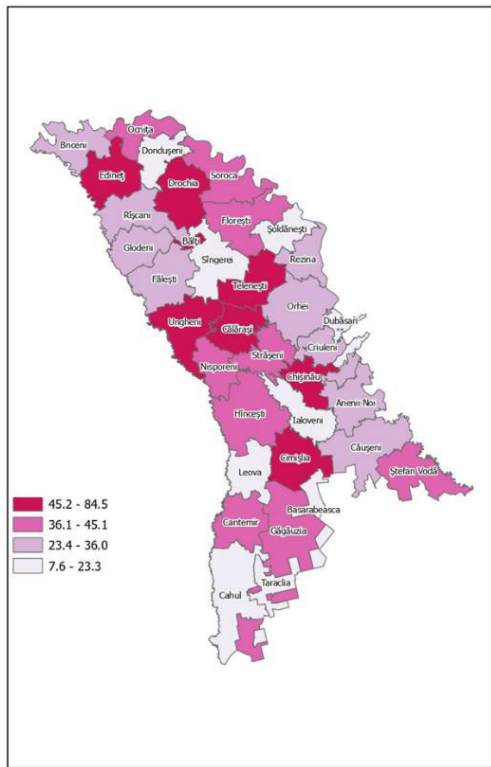 Ocnița
Briceni
Dondușeni
Edineț
Drochia
Soroca
Rîșcani
Florești
Șoldănești
Bălți
Glodeni
Sîngerei
Rezina
Fălești
Telenești
Orhei
Dubăsari
Ungheni
Călărași
Criuleni
Strășeni
Nisporeni
Chișinău
Anenii Noi
Hîncești
Ialoveni
Căușeni
Cimișlia
Leova
Ștefan Vodă
Basarabeasca
Cantemir
Găgăuzia
Taraclia
Cahul
45.2 - 84.5
36.1 - 45.1
23.4 - 36.0
7.6 - 23.3